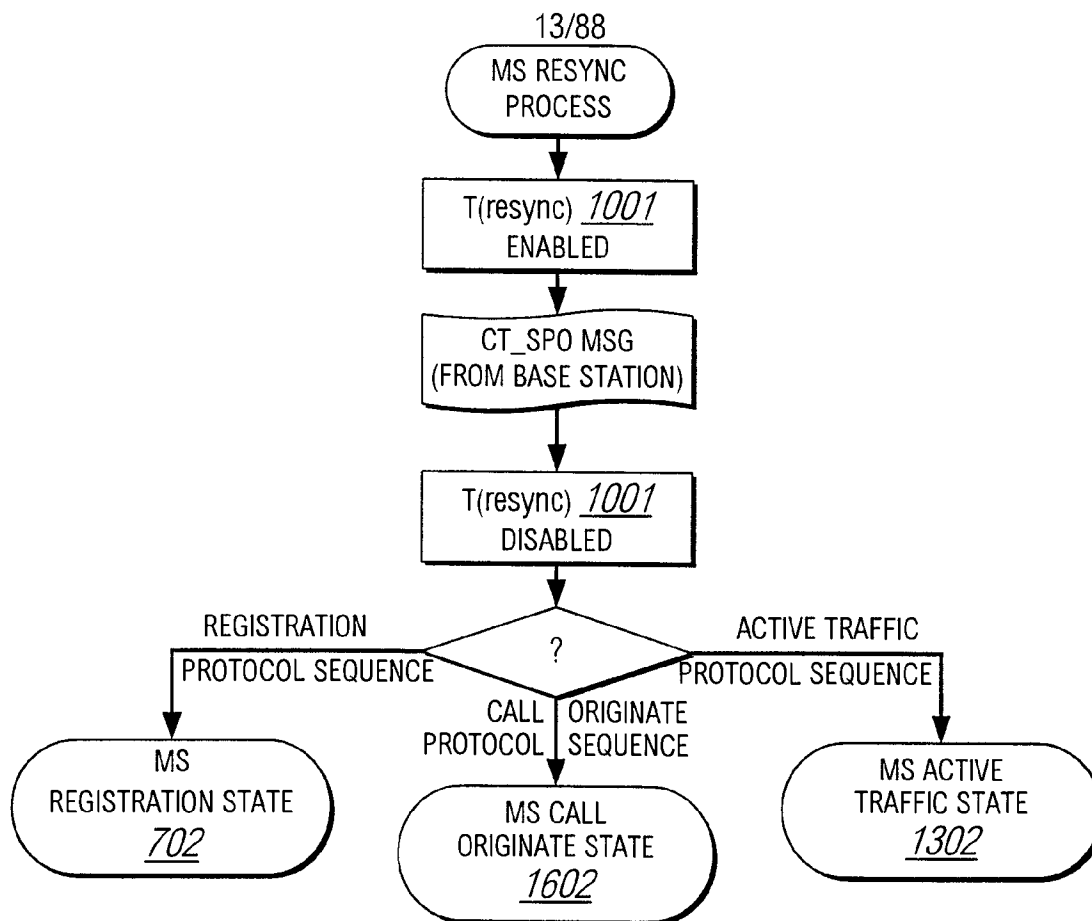 13/88
MS RESYNC
PROCESS
T(resync) 1001
ENABLED
CT_SPO MSG
(FROM BASE STATION)
T(resync) 1001
DISABLED
?
REGISTRATION
PROTOCOL SEQUENCE
CALL ORIGINATE
PROTOCOL SEQUENCE
ACTIVE TRAFFIC
PROTOCOL SEQUENCE
MS
REGISTRATION STATE
702
MS CALL
ORIGINATE STATE
1602
MS ACTIVE
TRAFFIC STATE
1302